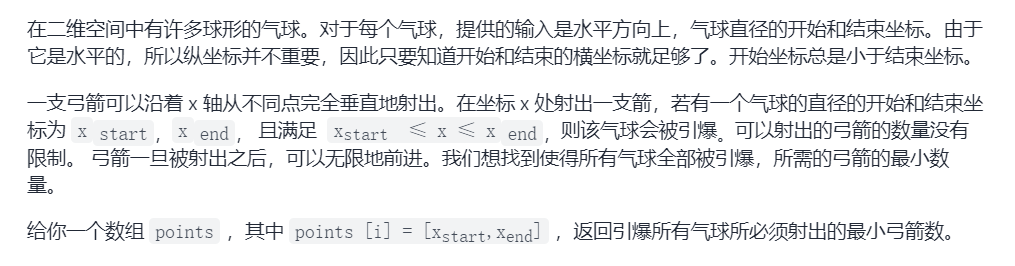 在二维空间中有许多球形的气球。对于每个气球，提供的输入是水平方向上，气球直径的开始和结束坐标。由于
它是水平的，所以纵坐标并不重要，因此只要知道开始和结束的横坐标就足够了。开始坐标总是小于结束坐标。
一支弓箭可以沿着 x 轴从不同点完全垂直地射出。在坐标 x 处射出一支箭，若有一个气球的直径的开始和结束坐
标为 x start，x end， 且满足 xstart ≤ x ≤ x end，则该气球会被引爆。可以射出的弓箭的数量没有
限制。 弓箭一旦被射出之后，可以无限地前进。我们想找到使得所有气球全部被引爆，所需的弓箭的最小数
量。
给你一个数组 points ，其中 points [i] = [xstart,xend] ，返回引爆所有气球所必须射出的最小弓箭数。